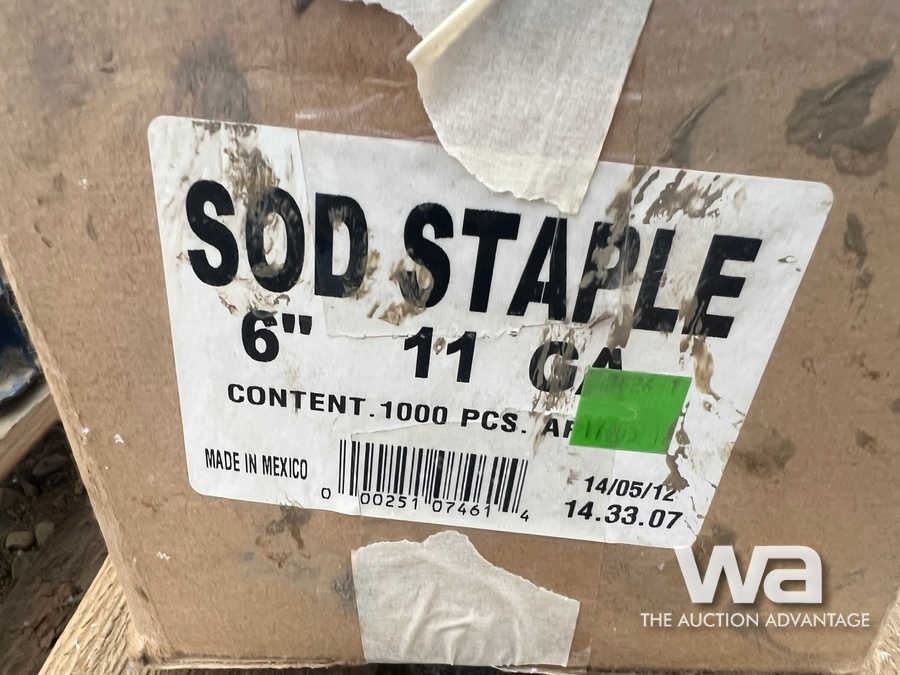 SOD STAPLE
6" 11 GA
CONTENT.1000 PCS.
MADE IN MEXICO
0 00251 07461 4
14/05/12
14.33.07
wa
THE AUCTION ADVANTAGE